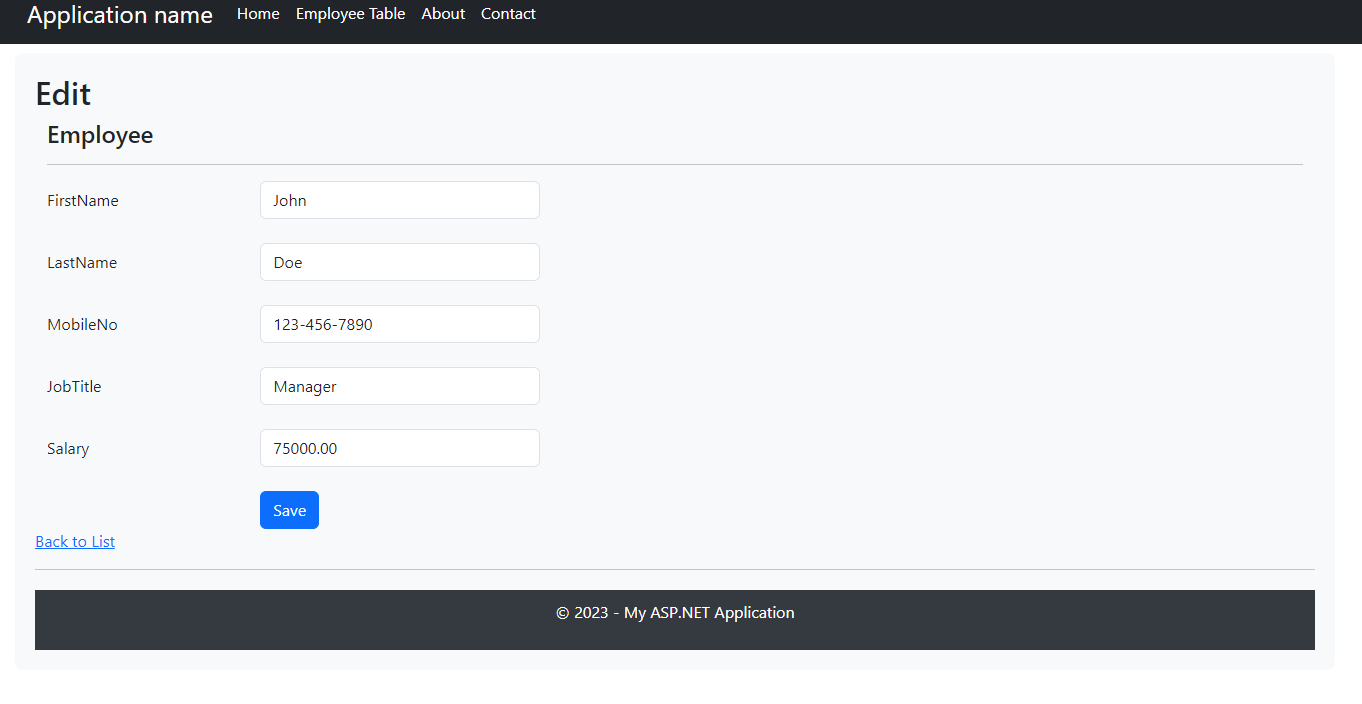 Application name Home Employee Table About Contact
Edit
Employee
FirstName John
LastName Doe
MobileNo 123-456-7890
JobTitle Manager
Salary 75000.00
Save
Back to List
© 2023 - My ASP.NET Application